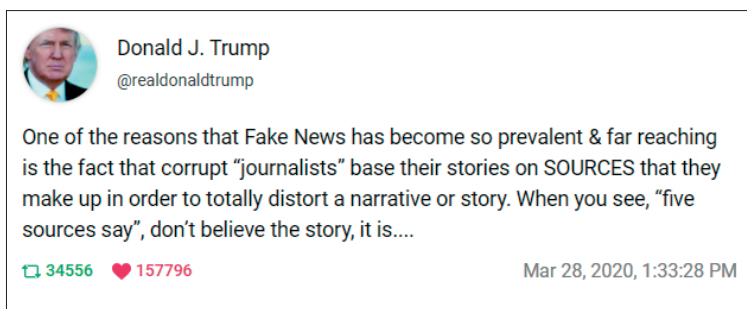 Donald J. Trump
@realdonaldtrump
One of the reasons that Fake News has become so prevalent & far reaching
is the fact that corrupt “journalists” base their stories on SOURCES that they
make up in order to totally distort a narrative or story. When you see, “five
sources say”, don’t believe the story, it is....
34556 157796 Mar 28, 2020, 1:33:28 PM